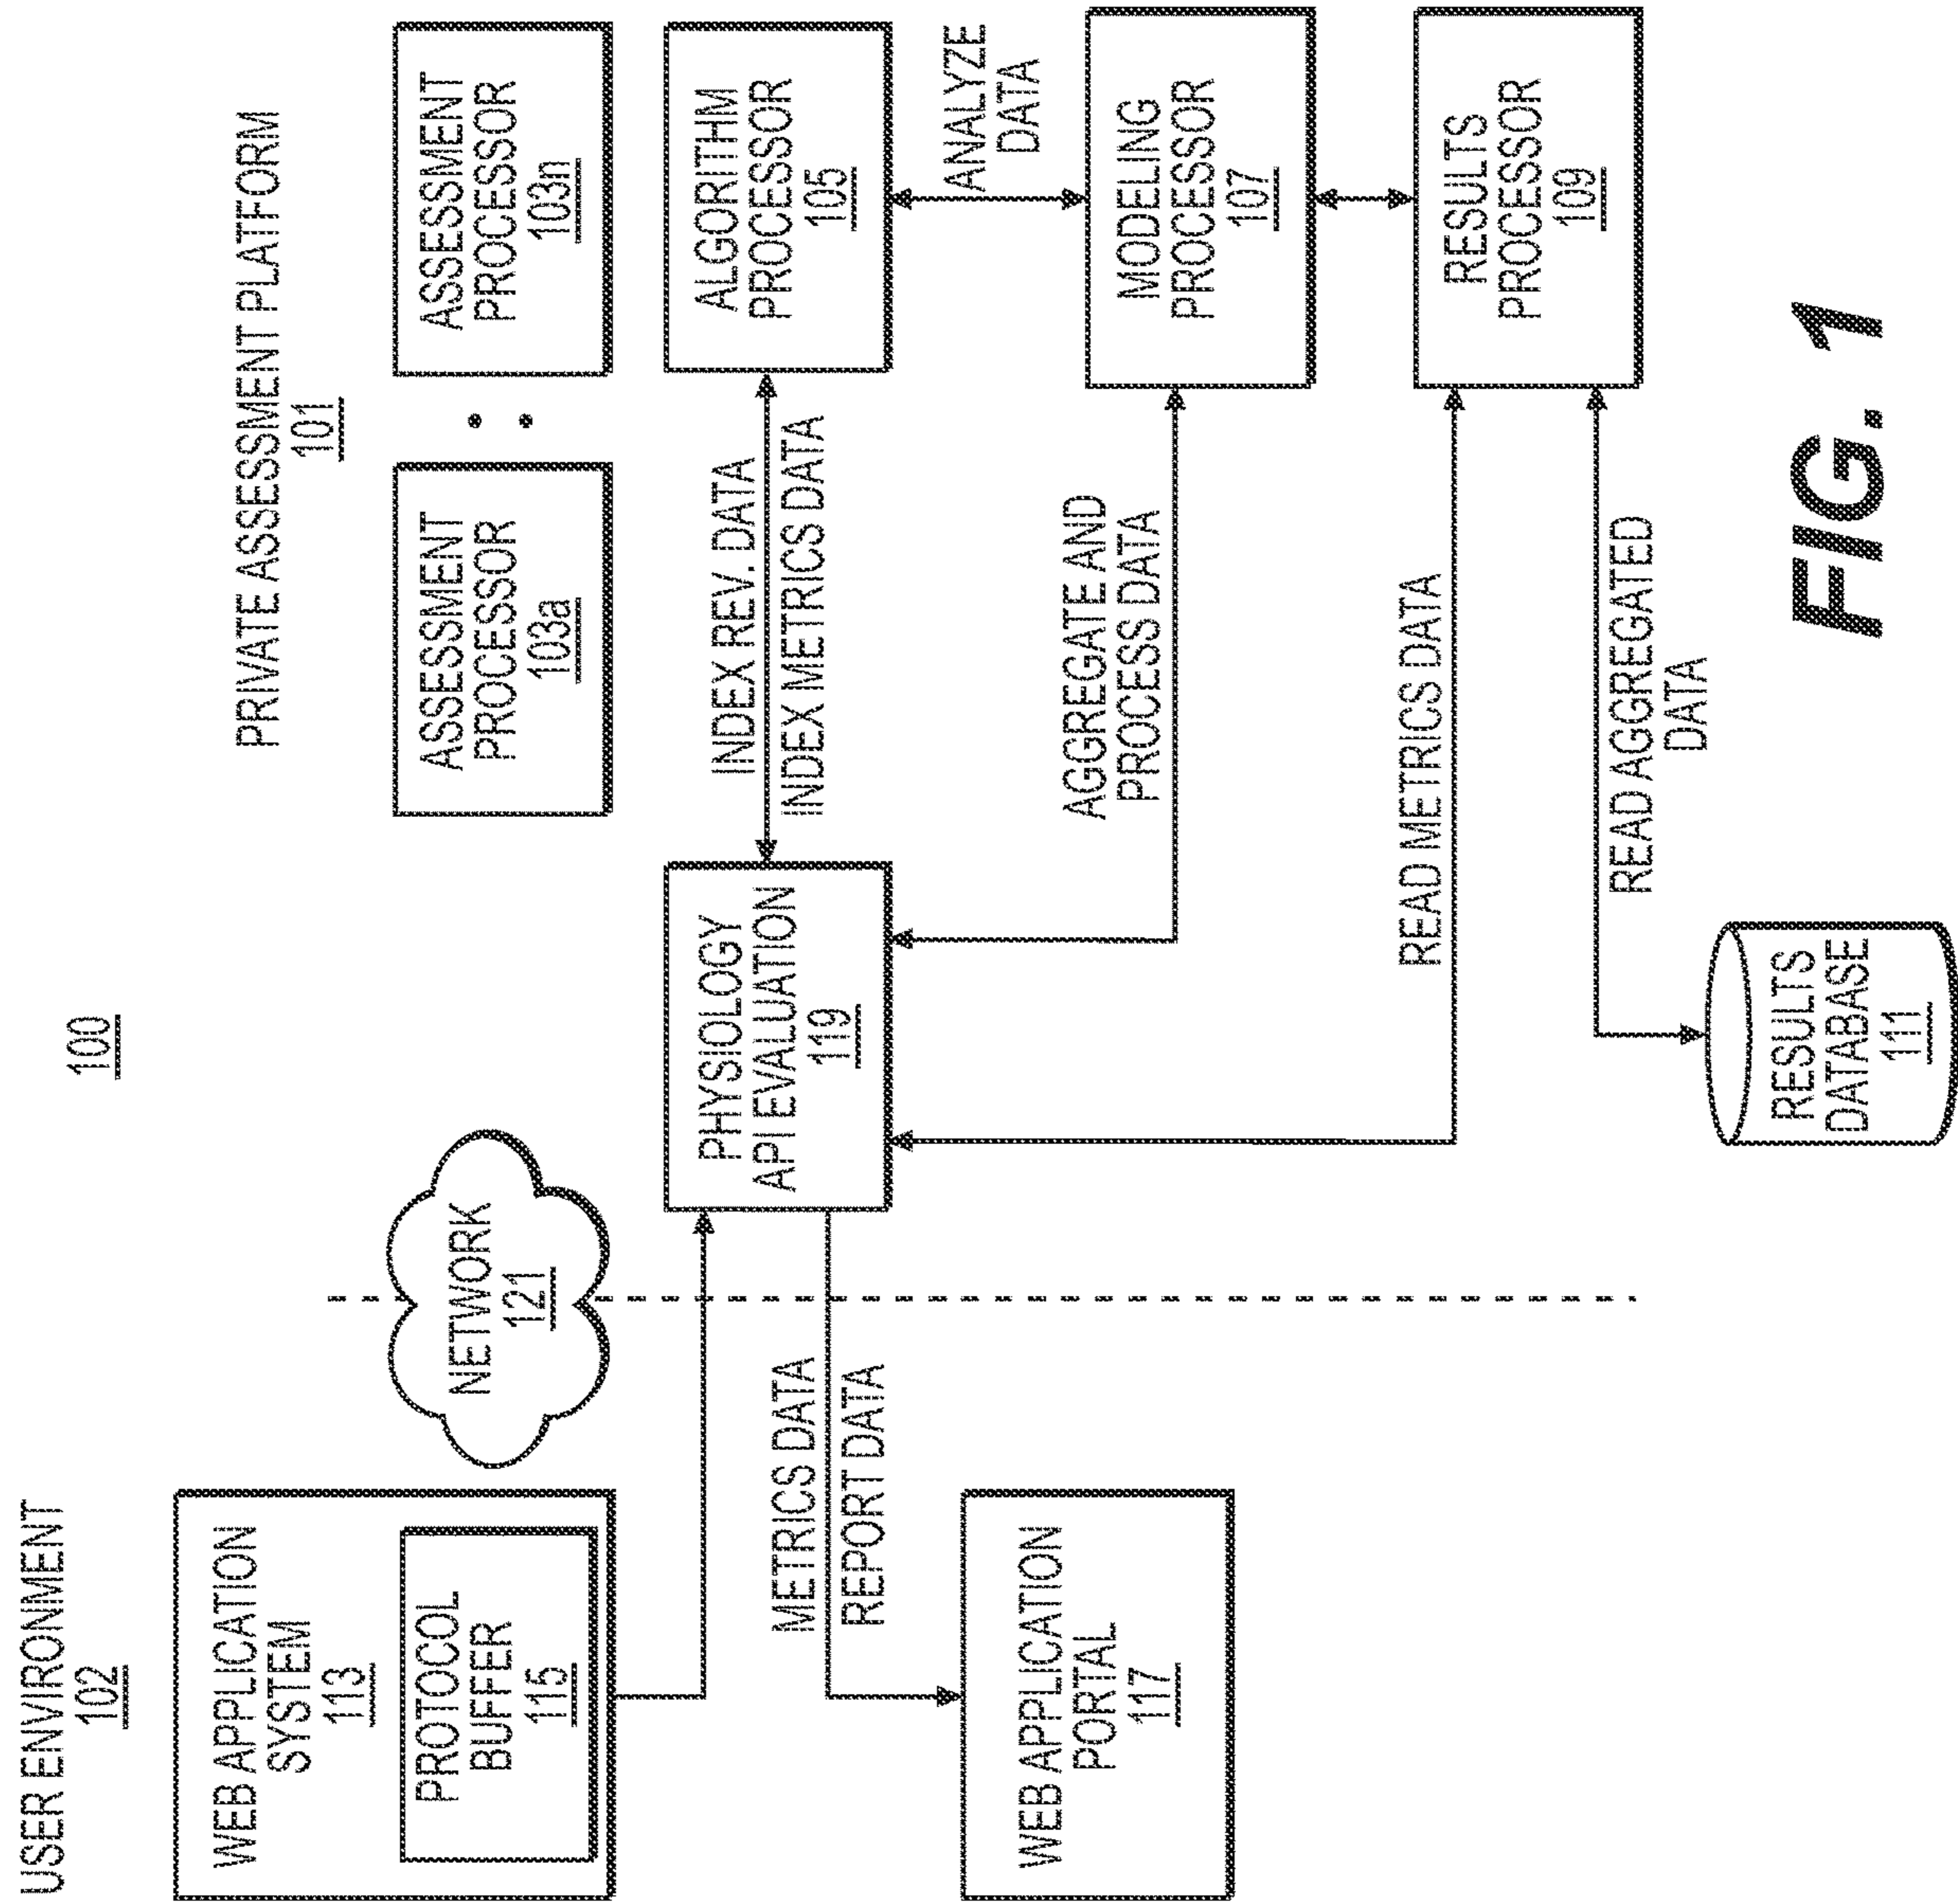 100
USER ENVIRONMENT
102
PRIVATE ASSESSMENT PLATFORM
101
WEB APPLICATION
SYSTEM
113
PROTOCOL
BUFFER
115
NETWORK
121
ASSESSMENT
PROCESSOR
103a
ASSESSMENT
PROCESSOR
103n
PHYSIOLOGY
API EVALUATION
119
INDEX REV. DATA
INDEX METRICS DATA
ALGORITHM
PROCESSOR
105
METRICS DATA
REPORT DATA
ANALYZE
DATA
WEB APPLICATION
PORTAL
117
AGGREGATE AND
PROCESS DATA
MODELING
PROCESSOR
107
READ METRICS DATA
RESULTS
PROCESSOR
109
READ AGGREGATED
DATA
RESULTS
DATABASE
111
FIG. 1